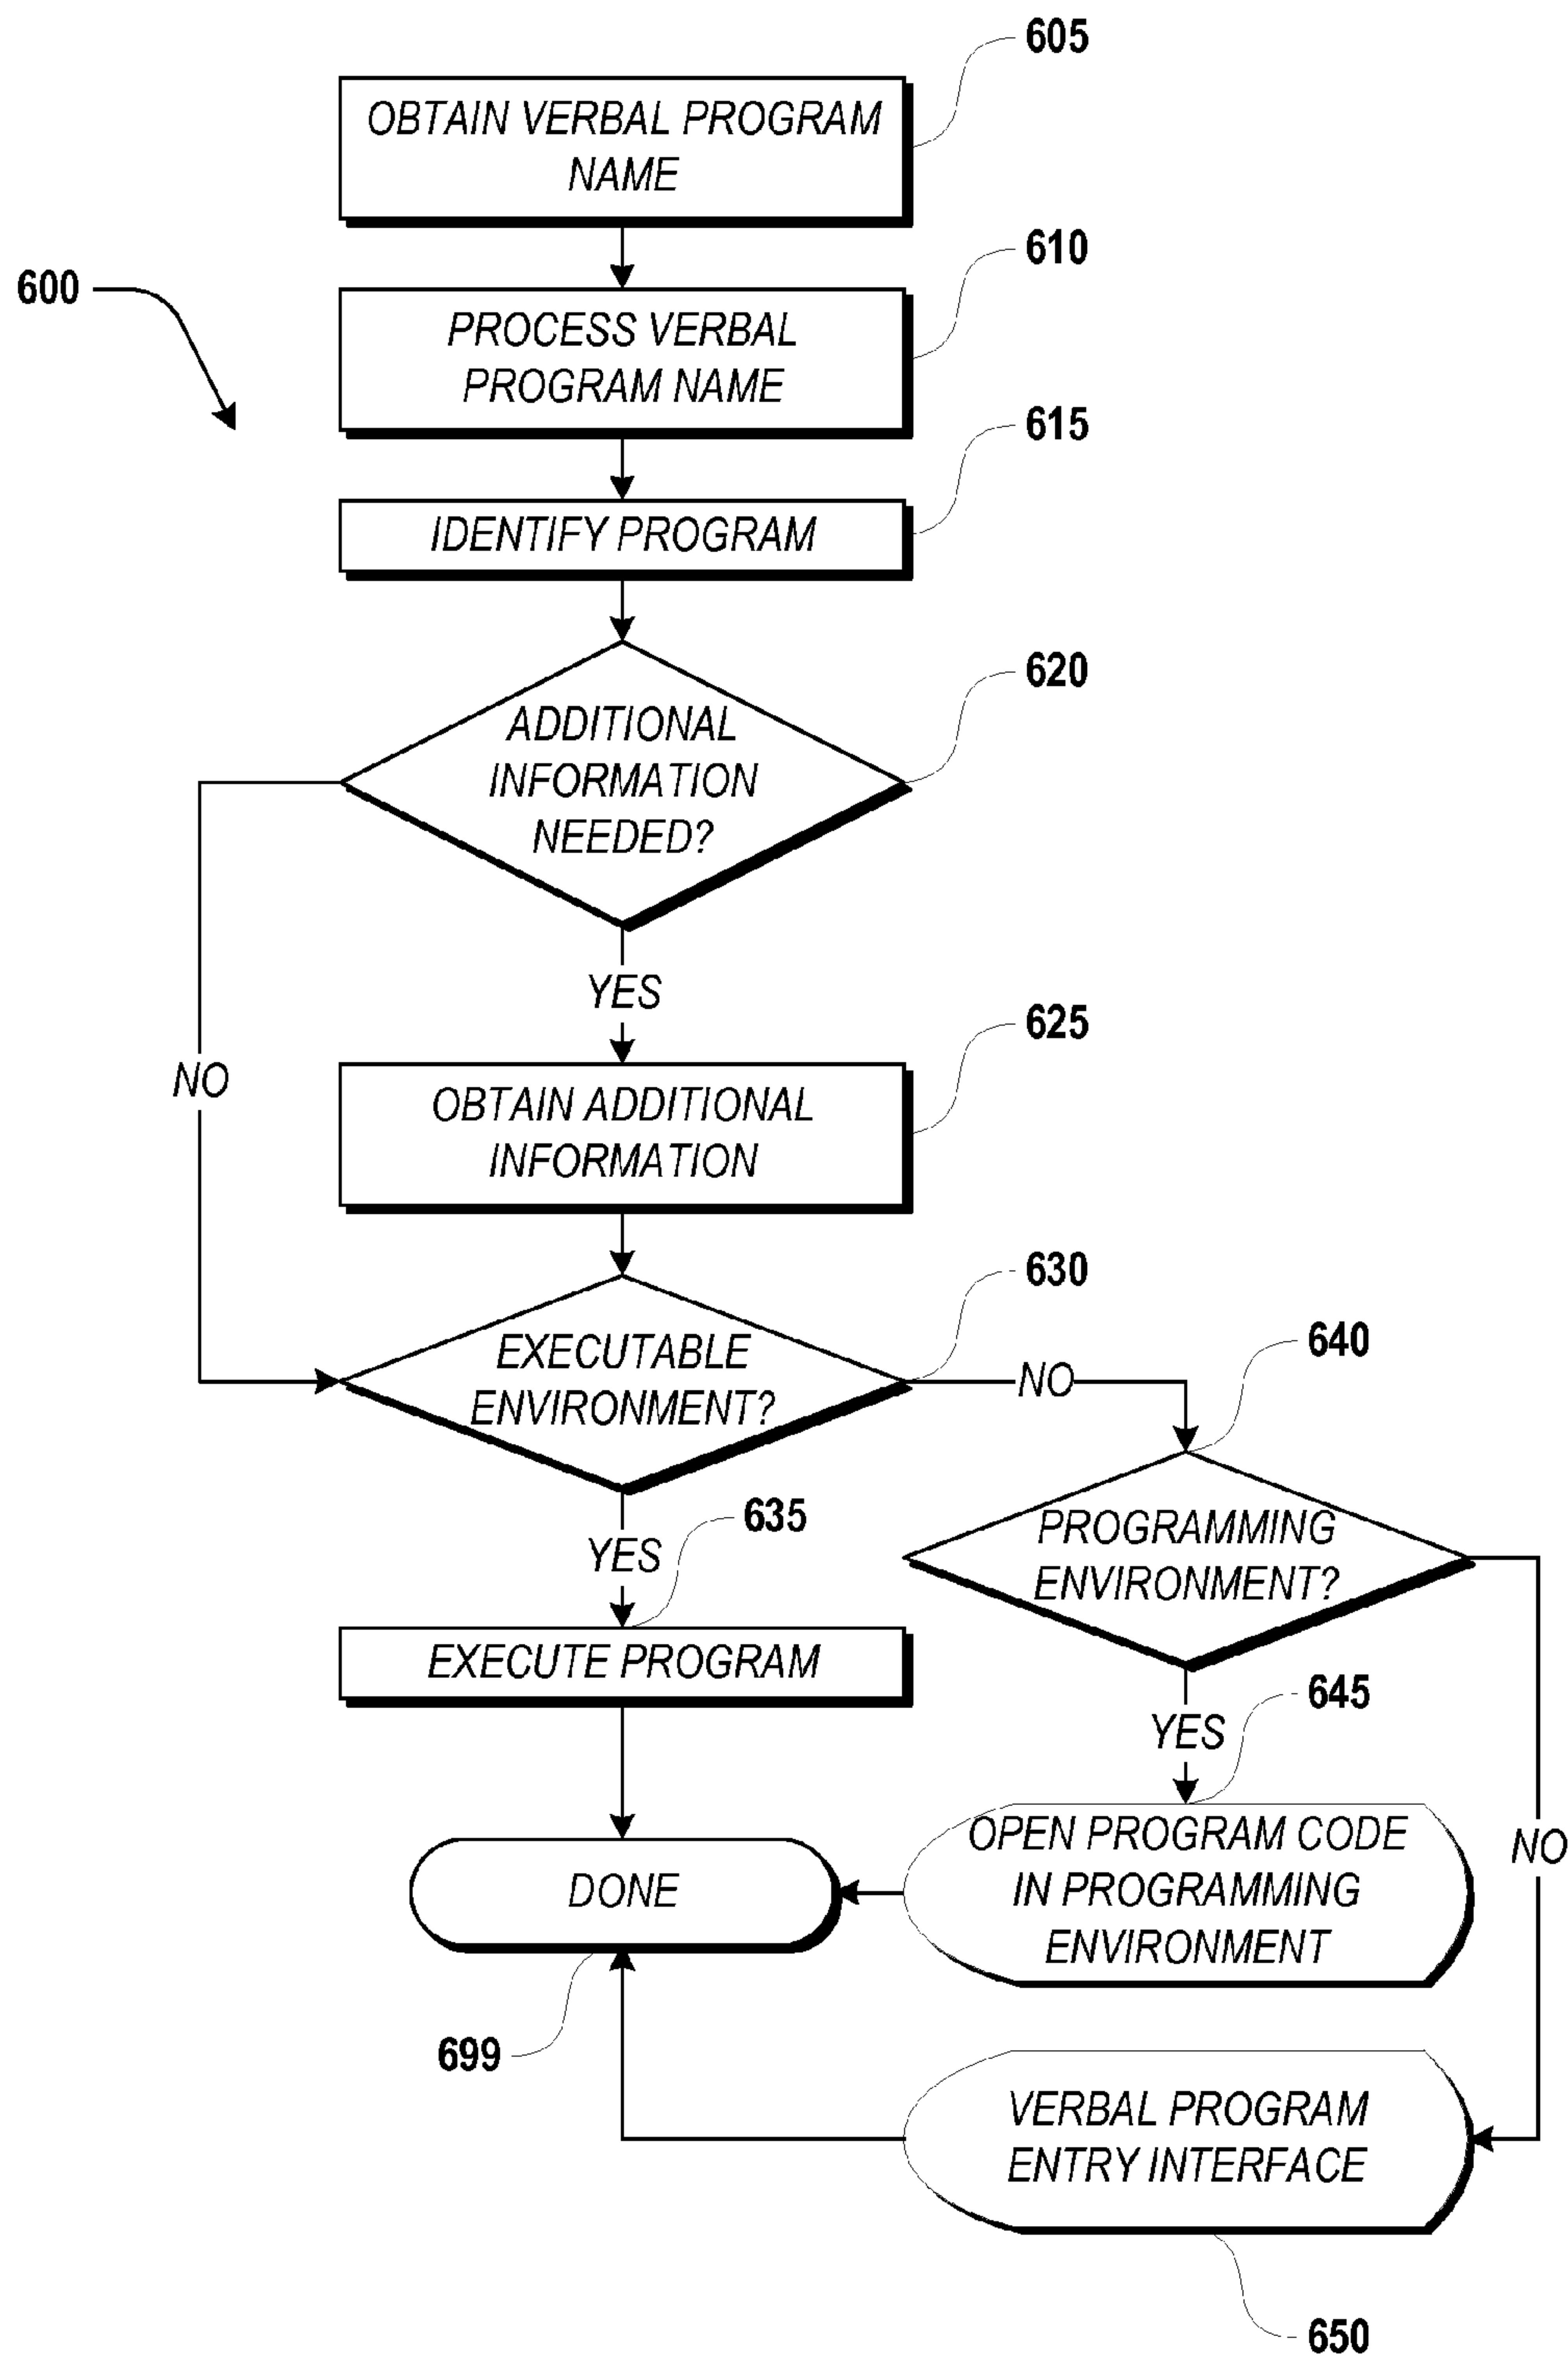 605
OBTAIN VERBAL PROGRAM
NAME
610
600
PROCESS VERBAL
PROGRAM NAME
615
IDENTIFY PROGRAM
620
ADDITIONAL
INFORMATION
NEEDED?
YES
NO
625
OBTAIN ADDITIONAL
INFORMATION
630
EXECUTABLE
ENVIRONMENT?
NO
640
635
YES
PROGRAMMING
ENVIRONMENT?
EXECUTE PROGRAM
645
YES
NO
OPEN PROGRAM CODE
IN PROGRAMMING
ENVIRONMENT
DONE
699
VERBAL PROGRAM
ENTRY INTERFACE
650